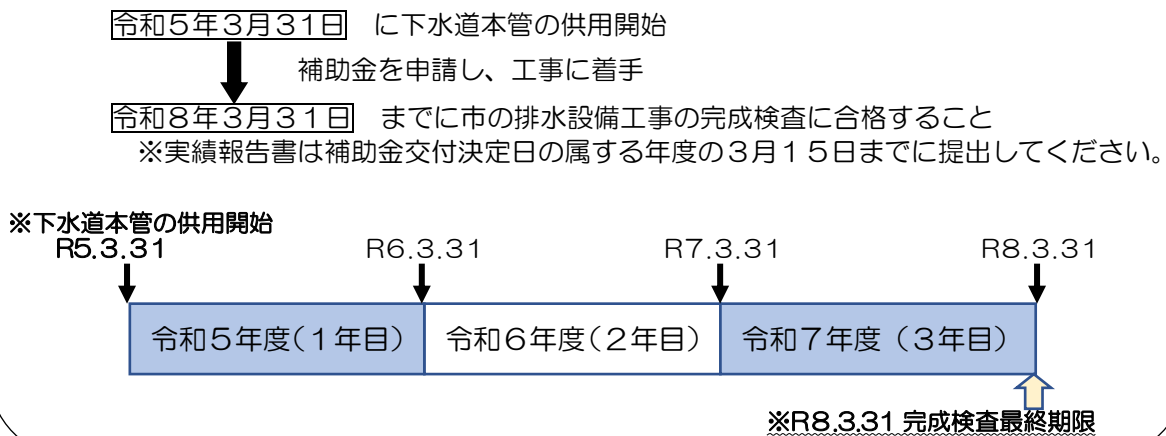 令和５年３月３１日　に下水道本管の供用開始
補助金を申請し、工事に着手
令和８年３月３１日　までに市の排水設備工事の完成検査に合格すること
※実績報告書は補助金交付決定日の属する年度の３月１５日までに提出してください。
※下水道本管の供用開始
R5.3.31　R6.3.31　R7.3.31　R8.3.31
令和５年度（１年目）　令和６年度（２年目）　令和７年度（３年目）
※R8.3.31 完成検査最終期限